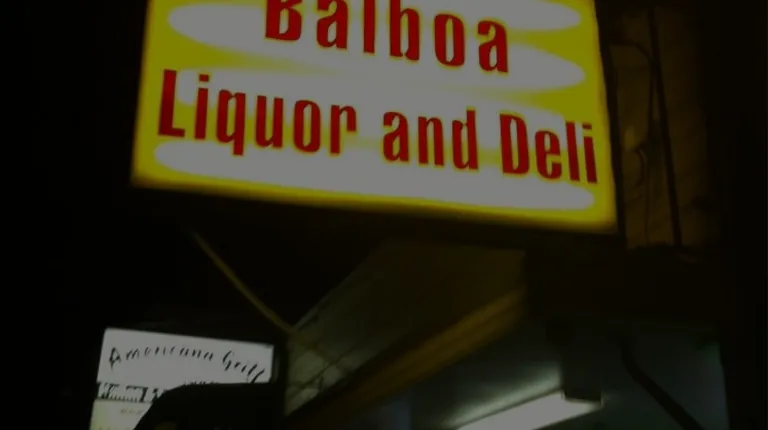 Balboa
Liquor and Deli
Americana Grill